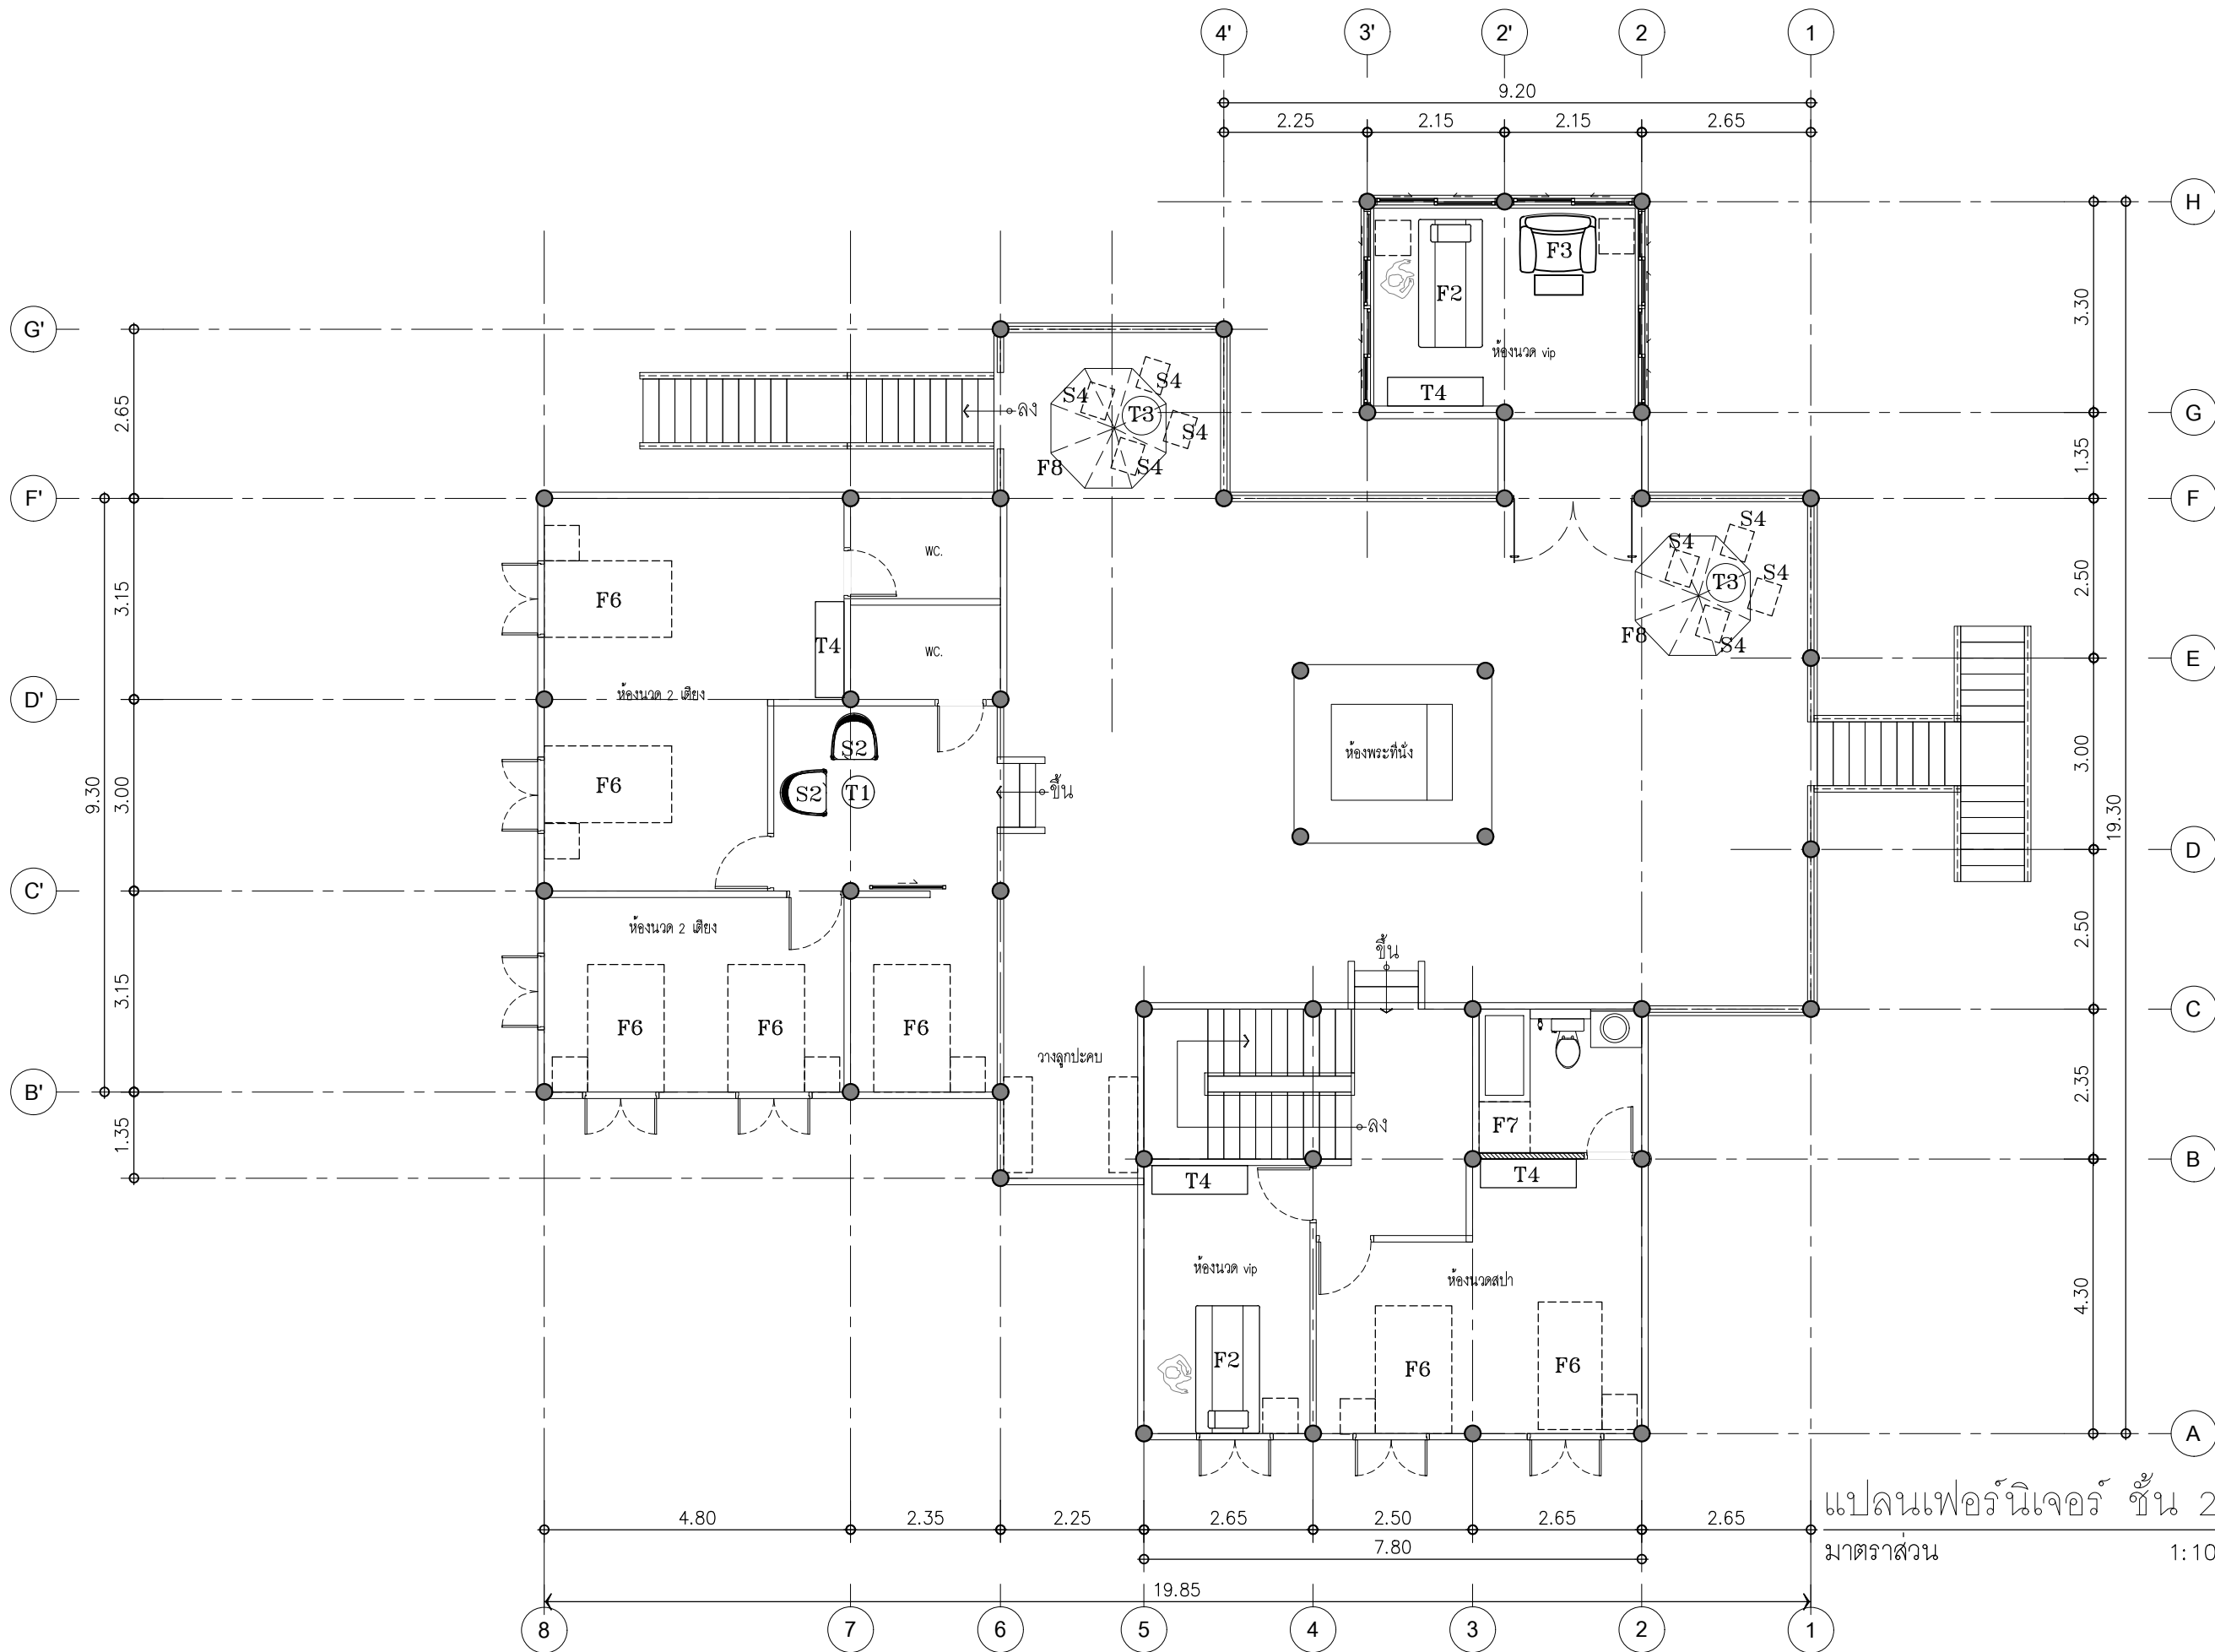 4' 3' 2' 2 1
9.20
2.25 2.15 2.15 2.65
H
F3
F2
3.30
ห้องนวด vip
T4
G'
G
2.65
ลง
S4 S4
T3
S4
S4
F8
1.35
F'
F
WC.
S4
S4
T3
S4
S4
F8
2.50
3.15
F6
T4
WC.
E
ห้องนวด 2 เตียง
D'
S2
S2 T1
F6
ขึ้น
ห้องพระที่นั่ง
9.30
3.00
3.00
19.30
D
C'
ห้องนวด 2 เตียง
ขึ้น
2.50
3.15
F6 F6 F6
วางลูกปะคบ
C
B'
F7
ลง
2.35
1.35
B
T4
T4
ห้องนวด vip
ห้องนวดสปา
4.30
F2
F6
F6
A
4.80 2.35 2.25 2.65 2.50 2.65 2.65
7.80
19.85
8 7 6 5 4 3 2 1
แปลนเฟอร์นิเจอร์ ชั้น 2
มาตราส่วน 1:10